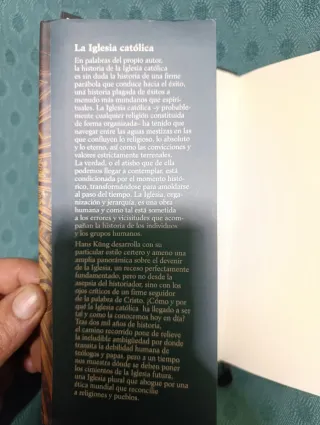 La Iglesia católica
En palabras del propio autor,
la historia de la Iglesia católica
es sin duda la historia de una firme
parábola que conduce hacia el éxito,
una historia plagada de éxitos a
menudo más mundanos que espiri-
tuales. La Iglesia católica –y probable-
mente cualquier religión constitui-
da de forma organizada– ha tenido que
navegar entre las aguas mestizas en las
que confluyen lo religioso, lo absolu-
to y lo eterno, así como las convicciones y
valores estrictamente terrenales.
La verdad, o el atisbo que de ella
podemos llegar a contemplar, está
condicionada por el momento histó-
rico, transformándose para amoldarse
al paso del tiempo. La Iglesia, orga-
nización y jerarquía, es una obra
humana y como tal está sometida
a los errores y vicisitudes que acom-
pañan la historia de los individuos
y los grupos humanos.
Hans Küng desarrolla con su
particular estilo certero y ameno una
amplia panorámica sobre el devenir
de la Iglesia, un receso perfectamente
fundamentado, pero no desde la
asepsia del historiador, sino con los
ojos críticos de un firme seguidor
de la palabra de Cristo. ¿Cómo y por
qué la Iglesia católica ha llegado a ser
tal y como la conocemos hoy en día?
Tras dos mil años de historia,
el camino recorrido pone de relieve
la ineludible ambigüedad por donde
transita la debilidad humana de
teólogos y papas, pero a un tiempo
nos muestra dónde se deben poner
los cimientos de la Iglesia futura,
una Iglesia plural que abogue por una
ética mundial que reconcilie
a religiones y pueblos.